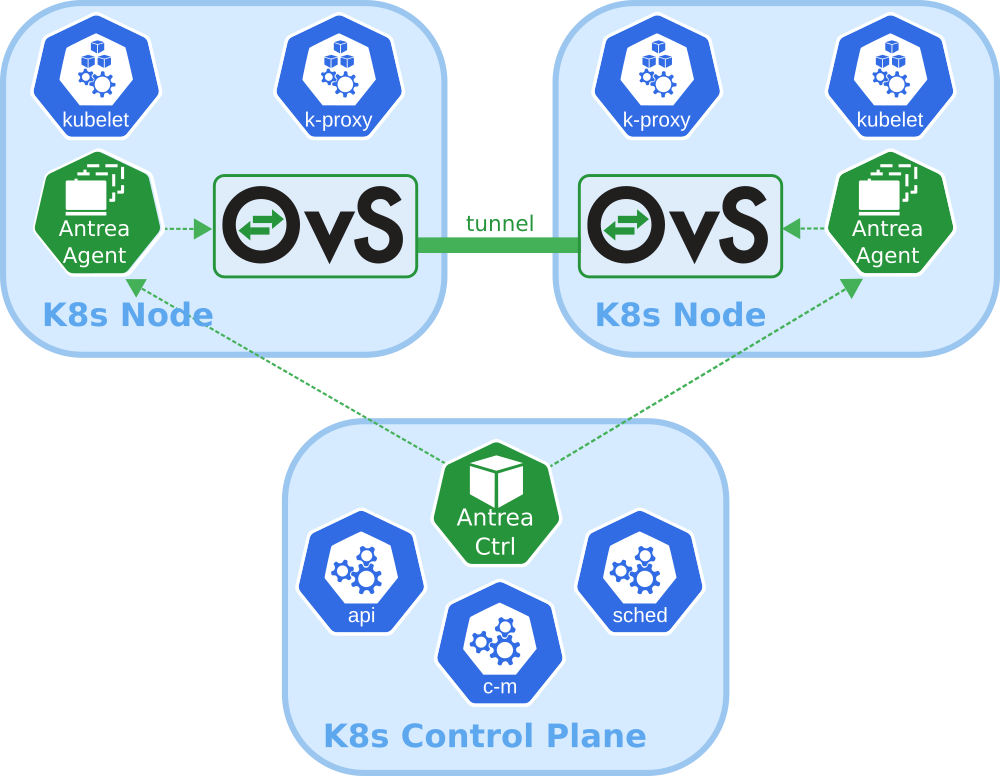 kubelet
k-proxy
k-proxy
kubelet
Antrea
Agent
OvS
tunnel
OvS
Antrea
Agent
K8s Node
K8s Node
Antrea
Ctrl
api
sched
c-m
K8s Control Plane